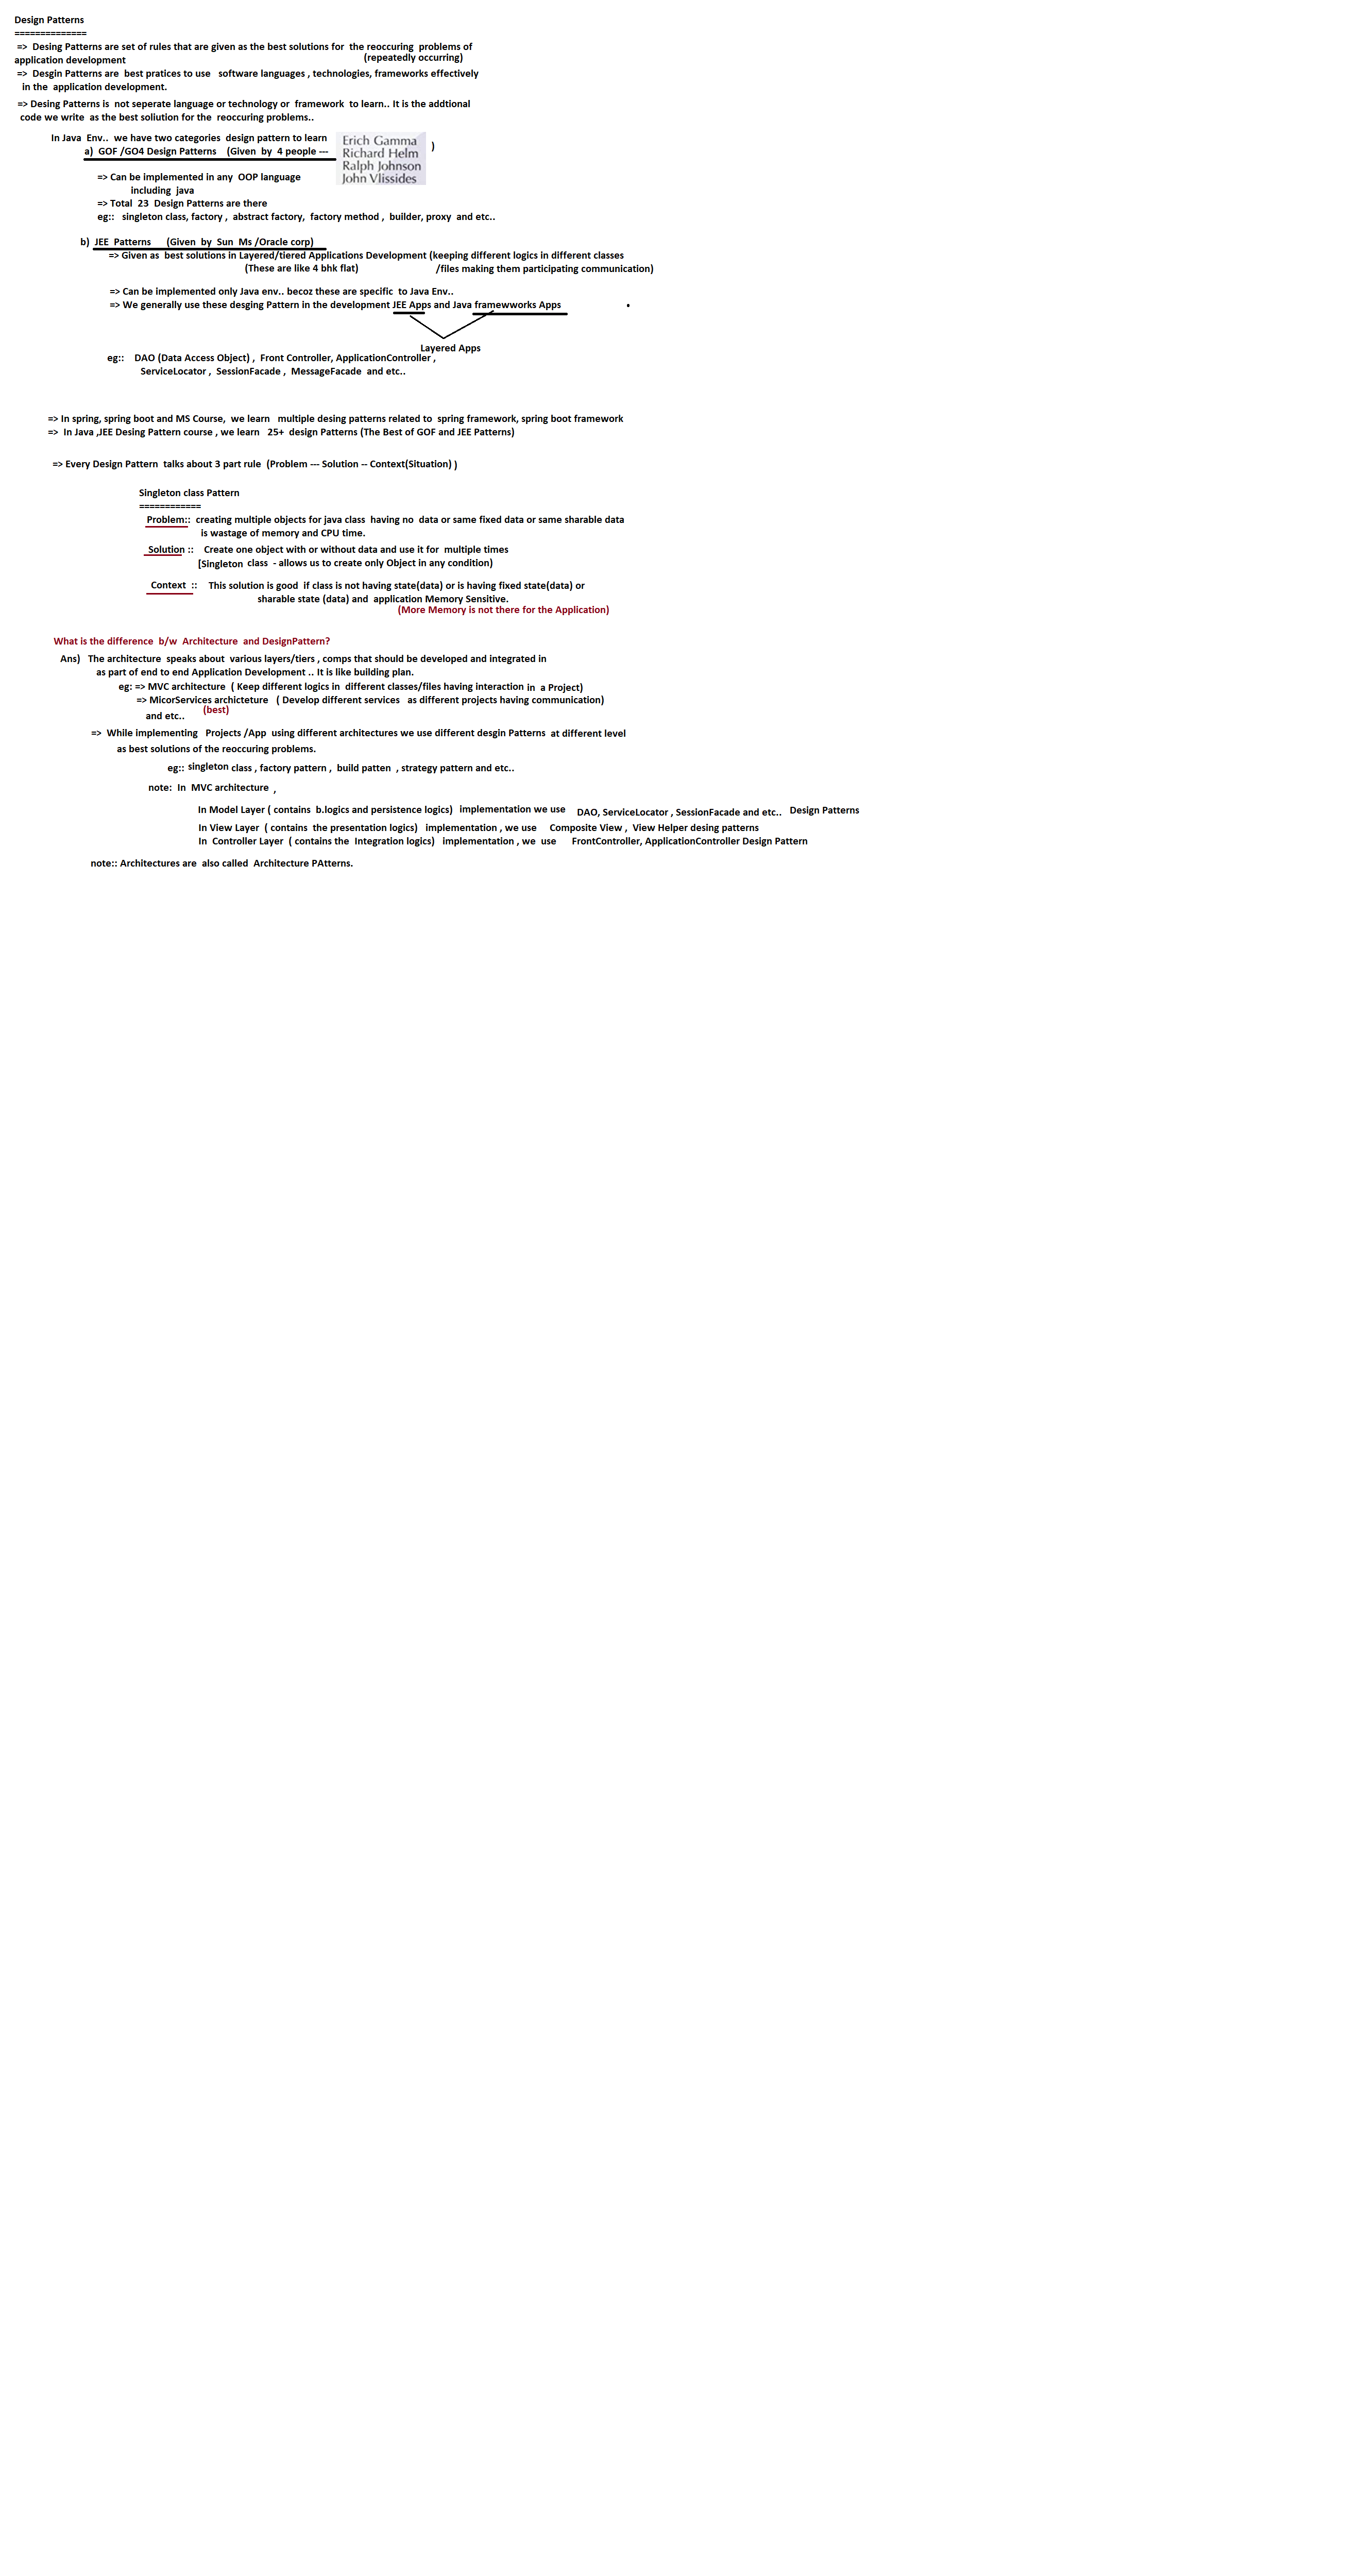 Design Patterns
==============
=> Desing Patterns are set of rules that are given as the best solutions for the reoccuring problems of
(repeatedly occurring)
application development
=> Desgin Patterns are best pratices to use software languages , technologies, frameworks effectively
in the application development.
=> Desing Patterns is not seperate language or technology or framework to learn.. It is the addtional
code we write as the best soliution for the reoccuring problems..
In Java Env.. we have two categories design pattern to learn
a) GOF /GO4 Design Patterns (Given by 4 people ---
Erich Gamma
Richard Helm
Ralph Johnson
John Vlissides
)
=> Can be implemented in any OOP language
including java
=> Total 23 Design Patterns are there
eg:: singleton class, factory , abstract factory, factory method , builder, proxy and etc..
b) JEE Patterns (Given by Sun Ms /Oracle corp)
=> Given as best solutions in Layered/tiered Applications Development (keeping different logics in different classes
(These are like 4 bhk flat) /files making them participating communication)
=> Can be implemented only Java env.. becoz these are specific to Java Env..
=> We generally use these desging Pattern in the development JEE Apps and Java framewworks Apps
Layered Apps
eg:: DAO (Data Access Object) , Front Controller, ApplicationController ,
ServiceLocator , SessionFacade , MessageFacade and etc..
=> In spring, spring boot and MS Course, we learn multiple desing patterns related to spring framework, spring boot framework
=> In Java ,JEE Desing Pattern course , we learn 25+ design Patterns (The Best of GOF and JEE Patterns)
=> Every Design Pattern talks about 3 part rule (Problem --- Solution -- Context(Situation) )
Singleton class Pattern
============
Problem:: creating multiple objects for java class having no data or same fixed data or same sharable data
is wastage of memory and CPU time.
Solution :: Create one object with or without data and use it for multiple times
[Singleton class - allows us to create only Object in any condition)
Context :: This solution is good if class is not having state(data) or is having fixed state(data) or
sharable state (data) and application Memory Sensitive.
(More Memory is not there for the Application)
What is the difference b/w Architecture and DesignPattern?
Ans) The architecture speaks about various layers/tiers , comps that should be developed and integrated in
as part of end to end Application Development .. It is like building plan.
eg: => MVC architecture ( Keep different logics in different classes/files having interaction in a Project)
=> MicorServices archicteture ( Develop different services as different projects having communication)
(best)
and etc..
=> While implementing Projects /App using different architectures we use different desgin Patterns at different level
as best solutions of the reoccuring problems.
eg:: singleton class , factory pattern , build patten , strategy pattern and etc..
note: In MVC architecture ,
In Model Layer ( contains b.logics and persistence logics) implementation we use DAO, ServiceLocator , SessionFacade and etc.. Design Patterns
In View Layer ( contains the presentation logics) implementation , we use Composite View , View Helper desing patterns
In Controller Layer ( contains the Integration logics) implementation , we use FrontController, ApplicationController Design Pattern
note:: Architectures are also called Architecture PAtterns.